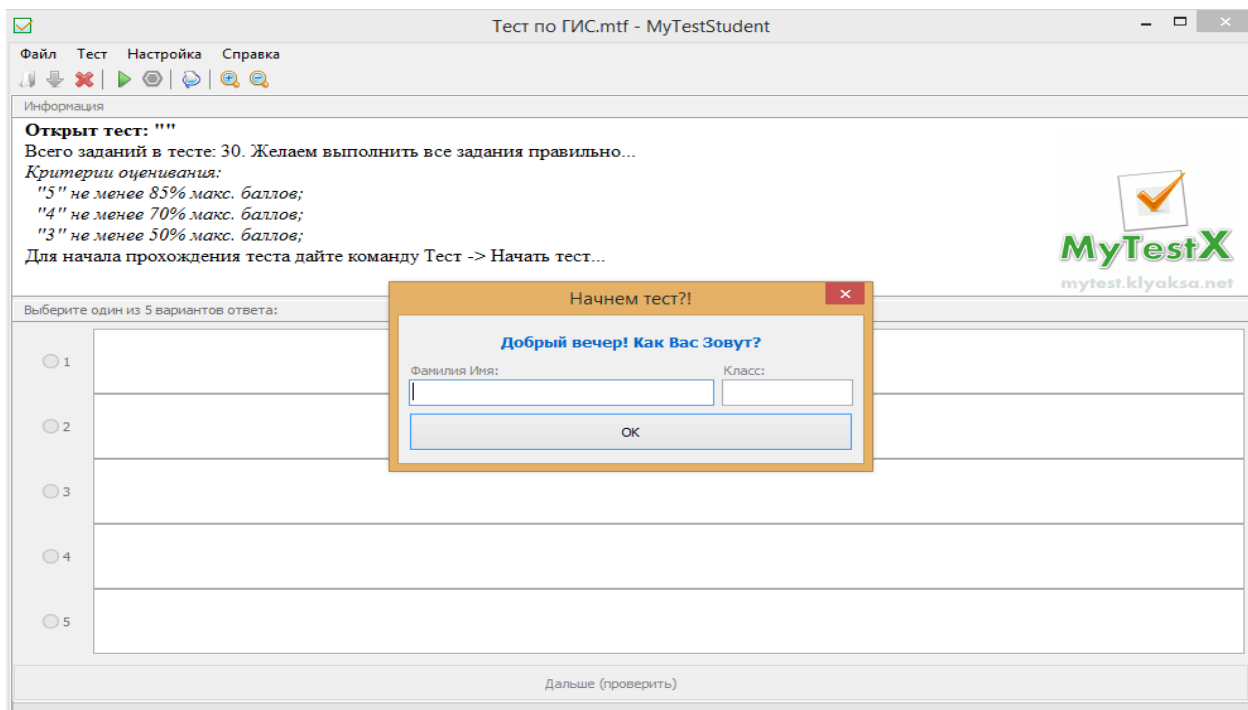 Тест по ГИС.mtf - MyTestStudent
Файл Тест Настройка Справка
Информация
Открыт тест: ""
Всего заданий в тесте: 30. Желаем выполнить все задания правильно...
Критерии оценивания:
"5" не менее 85% макс. баллов;
"4" не менее 70% макс. баллов;
"3" не менее 50% макс. баллов;
Для начала прохождения теста дайте команду Тест -> Начать тест...
MyTestX
mytest.klyaksa.net
Начнем тест?!
Добрый вечер! Как Вас Зовут?
Фамилия Имя: Класс:
OK
Выберите один из 5 вариантов ответа:
1
2
3
4
5
Дальше (проверить)